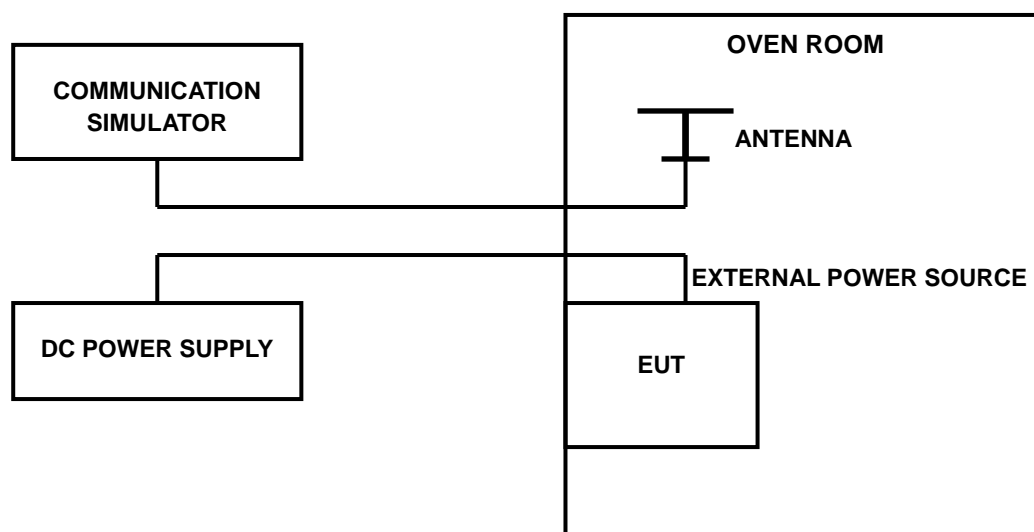 OVEN ROOM
COMMUNICATION
SIMULATOR
ANTENNA
EXTERNAL POWER SOURCE
DC POWER SUPPLY
EUT